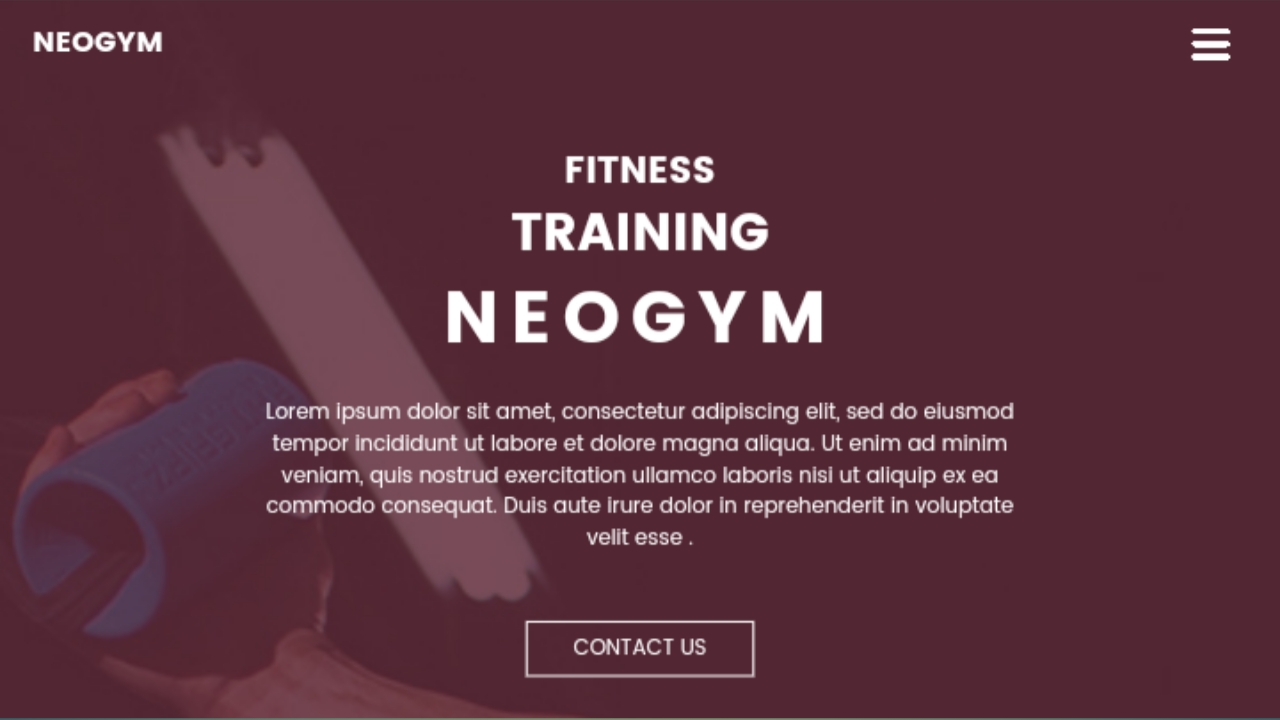 NEOGYM
FITNESS
TRAINING
NEOGYM
Lorem ipsum dolor sit amet, consectetur adipiscing elit, sed do eiusmod
tempor incididunt ut labore et dolore magna aliqua. Ut enim ad minim
veniam, quis nostrud exercitation ullamco laboris nisi ut aliquip ex ea
commodo consequat. Duis aute irure dolor in reprehenderit in voluptate
velit esse .
CONTACT US